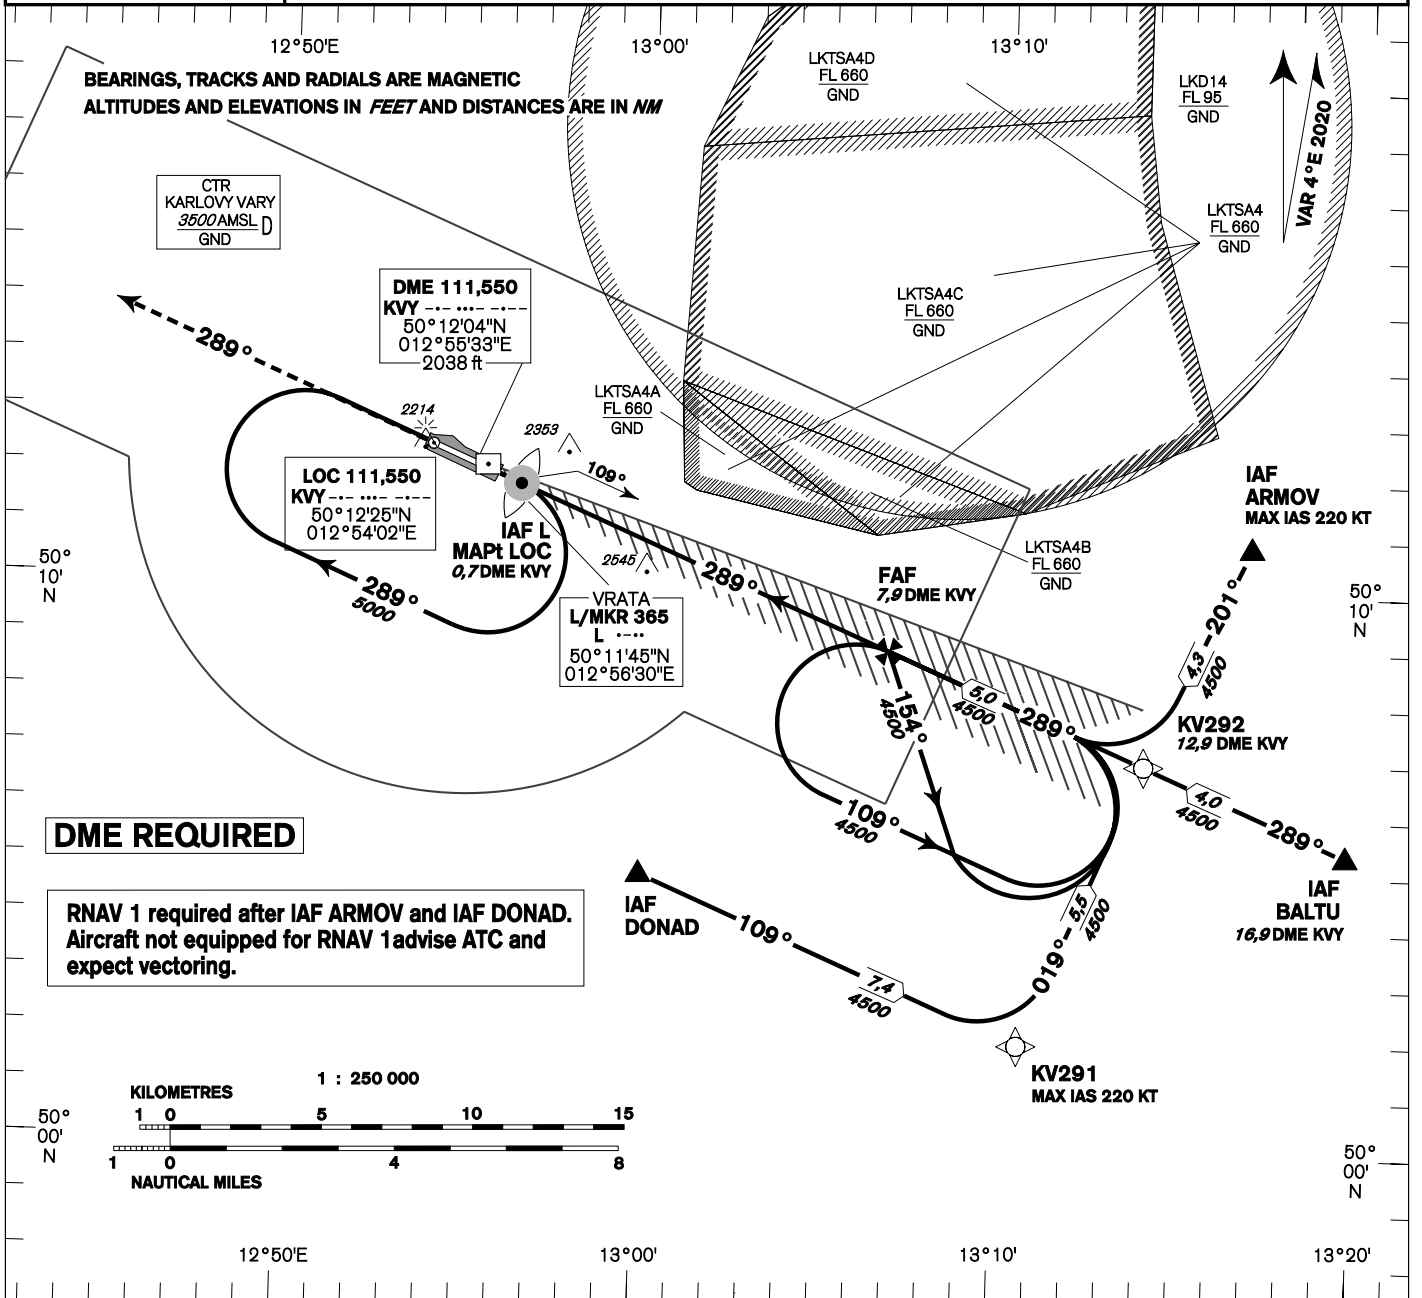 12°50'E
13°00'
13°10'
BEARINGS, TRACKS AND RADIALS ARE MAGNETIC
ALTITUDES AND ELEVATIONS IN FEET AND DISTANCES ARE IN NM
LKTSA4D
FL 660
GND
LKD14
FL 95
GND
VAR 4°E 2020
CTR
KARLOVY VARY
3500 AMSL D
GND
LKTSA4
FL 660
GND
DME 111,550
KVY –·– ···– –·––
50°12'04"N
012°55'33"E
2038 ft
LKTSA4C
FL 660
GND
289°
LKTSA4A
FL 660
GND
2214
2353
109°
LOC 111,550
KVY –·– ···– –·––
50°12'25"N
012°54'02"E
IAF L
MAPt LOC
0,7 DME KVY
IAF
ARMOV
MAX IAS 220 KT
LKTSA4B
FL 660
GND
50°
10'
N
2545
289°
5000
289°
FAF
7,9 DME KVY
VRATA
L/MKR 365
L ·–··
50°11'45"N
012°56'30"E
201°
4,3
4500
50°
10'
N
154°
4500
5,0
4500
289°
KV292
12,9 DME KVY
4,0
4500
289°
109°
4500
DME REQUIRED
IAF
DONAD
IAF
BALTU
16,9 DME KVY
RNAV 1 required after IAF ARMOV and IAF DONAD.
Aircraft not equipped for RNAV 1advise ATC and
expect vectoring.
109°
7,4
4500
5,5
4500
019°
KV291
MAX IAS 220 KT
1 : 250 000
KILOMETRES
1 0 5 10 15
1 0 4 8
NAUTICAL MILES
50°
00'
N
50°
00'
N
12°50'E
13°00'
13°10'
13°20'